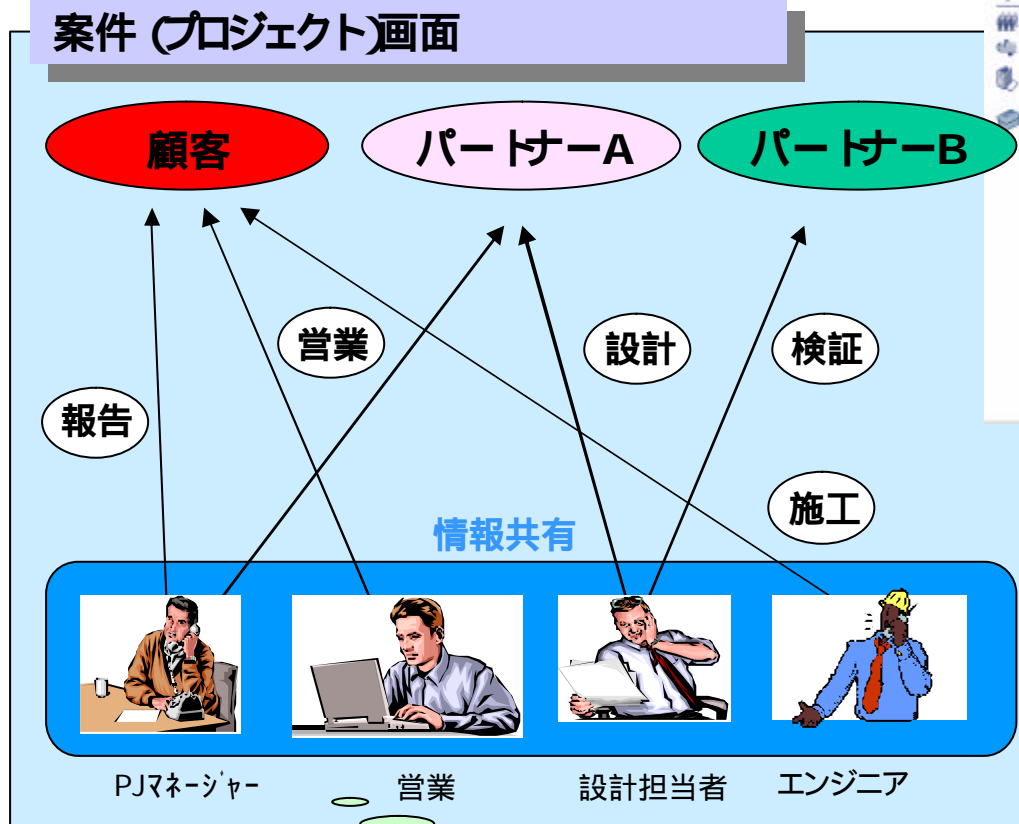 案件 (プロジェクト)画面
顧客
パートナーA
パートナーB
営業
設計
検証
報告
施工
情報共有
PJﾏﾈｰｼﾞｬｰ
営業
設計担当者
エンジニア